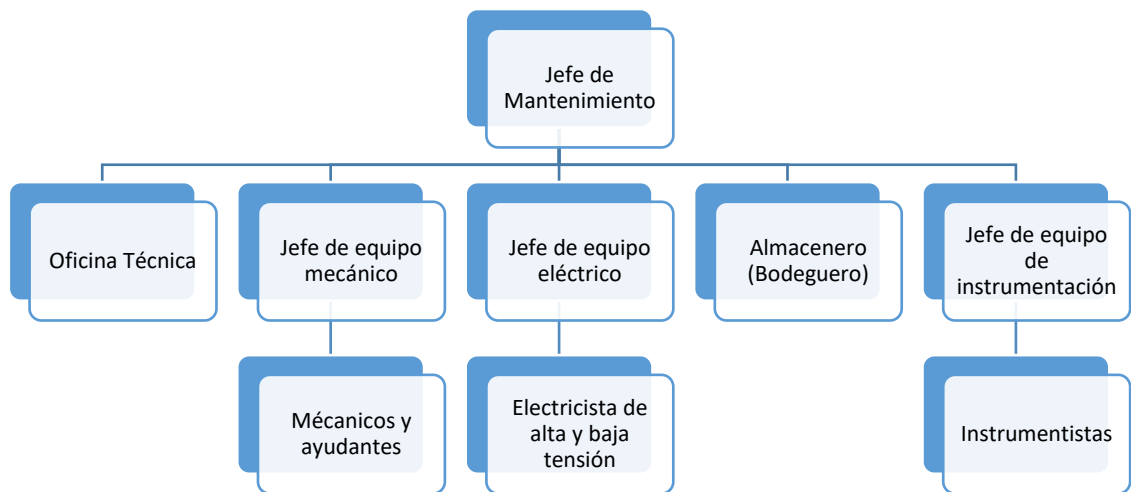 Jefe de
Mantenimiento
Oficina Técnica
Jefe de equipo
mecánico
Jefe de equipo
eléctrico
Almacenero
(Bodeguero)
Jefe de equipo
de
instrumentación
Mécanicos y
ayudantes
Electricista de
alta y baja
tensión
Instrumentistas